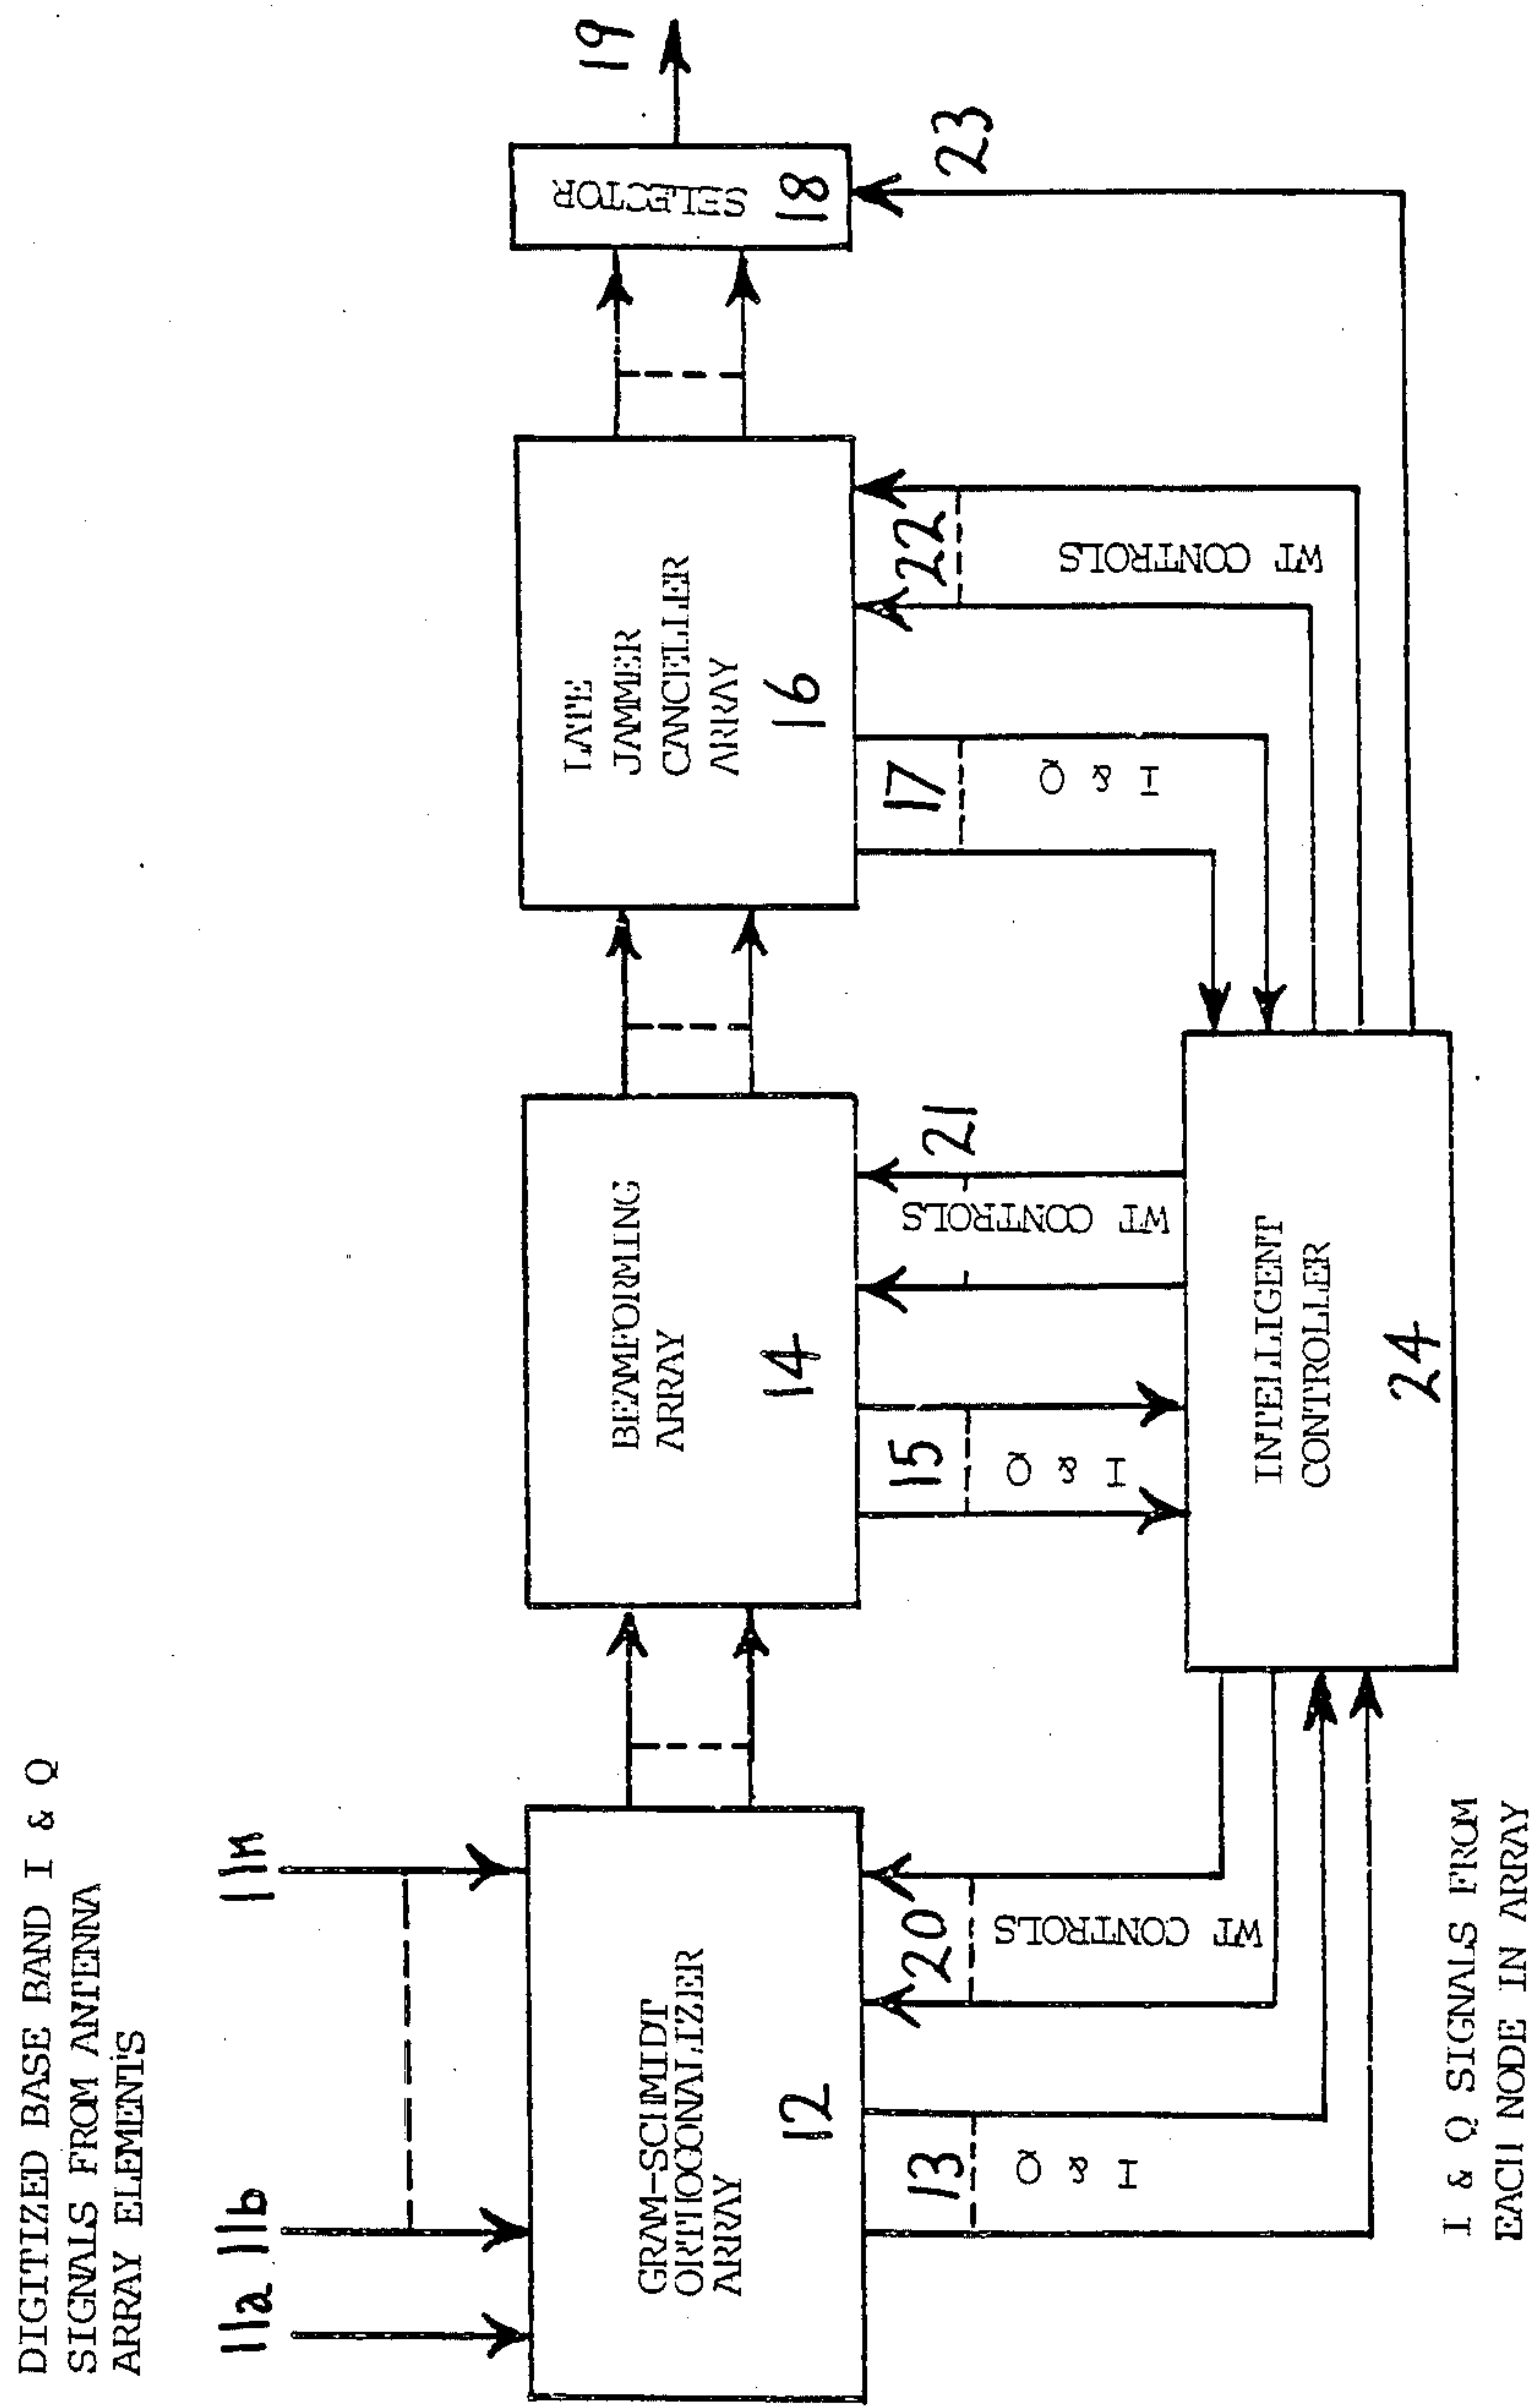 DIGITIZED BASE BAND I & Q
SIGNALS FROM ANTENNA
ARRAY ELEMENTS
11a
11b
11n
GRAM-SCHMIDT
ORTHOGONALIZER
ARRAY
12
13
I & Q
20
WT CONTROLS
I & Q SIGNALS FROM
EACH NODE IN ARRAY
BEAMFORMING
ARRAY
14
15
I & Q
21
WT CONTROLS
INTELLIGENT
CONTROLLER
24
LATE
JAMMER
CANCELLER
ARRAY
16
17
I & Q
22
WT CONTROLS
SELECTOR
18
19
23